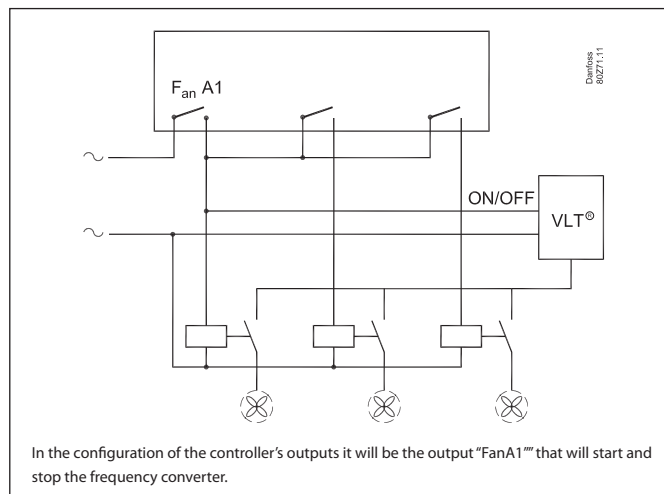 Danfoss
80Z71.11
Fan A1
ON/OFF
VLT®
In the configuration of the controller's outputs it will be the output “FanA1”” that will start and
stop the frequency converter.